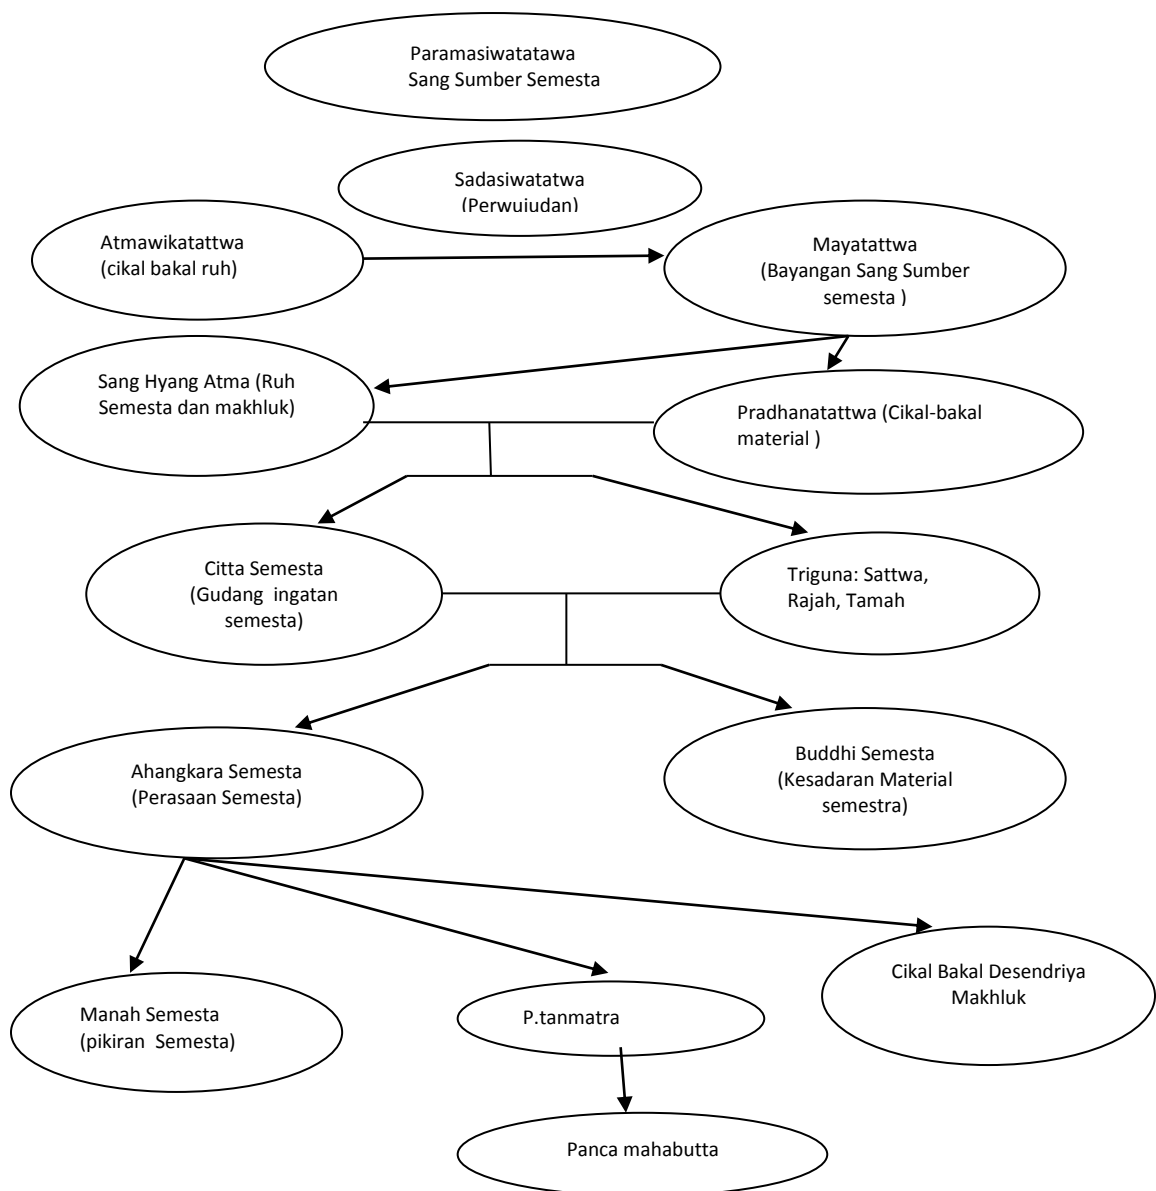 Paramasiwatatawa
Sang Sumber Semesta
Sadasiwatatwa
(Perwuiudan)
Atmawikatattwa
(cikal bakal ruh)
Mayatattwa
(Bayangan Sang Sumber
semesta )
Sang Hyang Atma (Ruh
Semesta dan makhluk)
Pradhanatattwa (Cikal-bakal
material )
Citta Semesta
(Gudang ingatan
semesta)
Triguna: Sattwa,
Rajah, Tamah
Ahangkara Semesta
(Perasaan Semesta)
Buddhi Semesta
(Kesadaran Material
semestra)
Manah Semesta
(pikiran Semesta)
P.tanmatra
Cikal Bakal Desendriya
Makhluk
Panca mahabutta